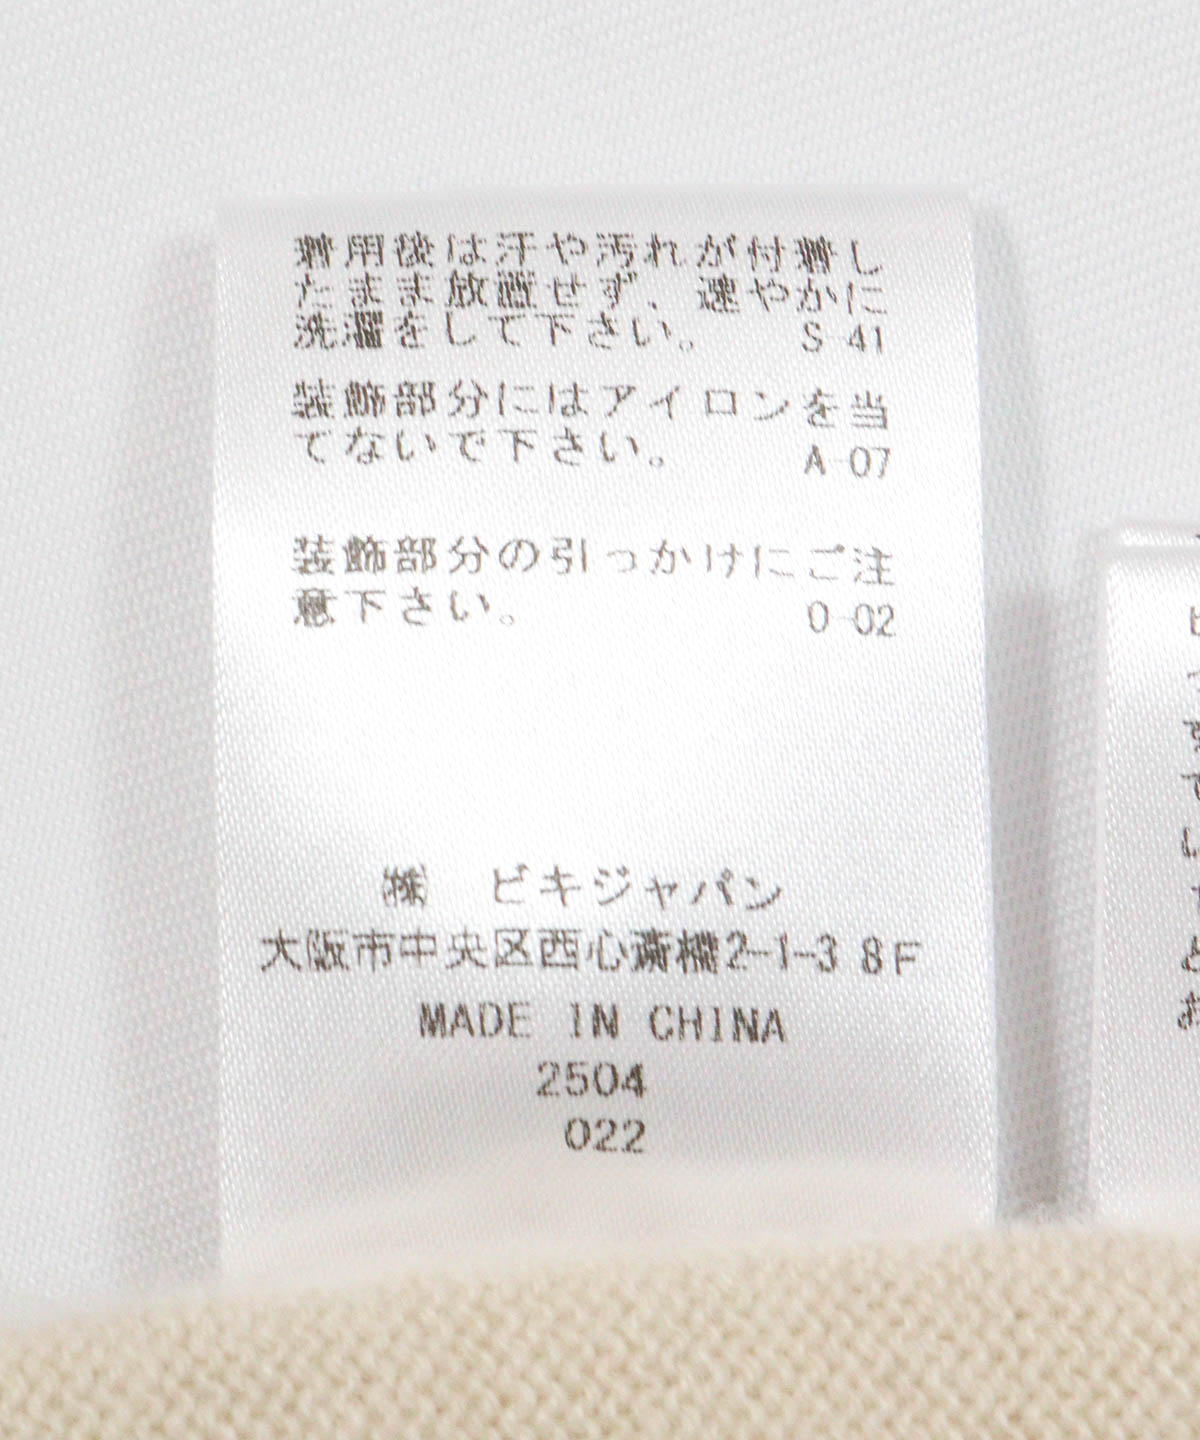 着用後は汗や汚れが付着し
たまま放置せず、速やかに
洗濯をして下さい。 S-41
装飾部分にはアイロンを当
てないで下さい。 A-07
装飾部分の引っかけにご注
意下さい。 O-02
㈱ ビキジャパン
大阪市中央区西心斎橋2-1-3 8F
MADE IN CHINA
2504
022